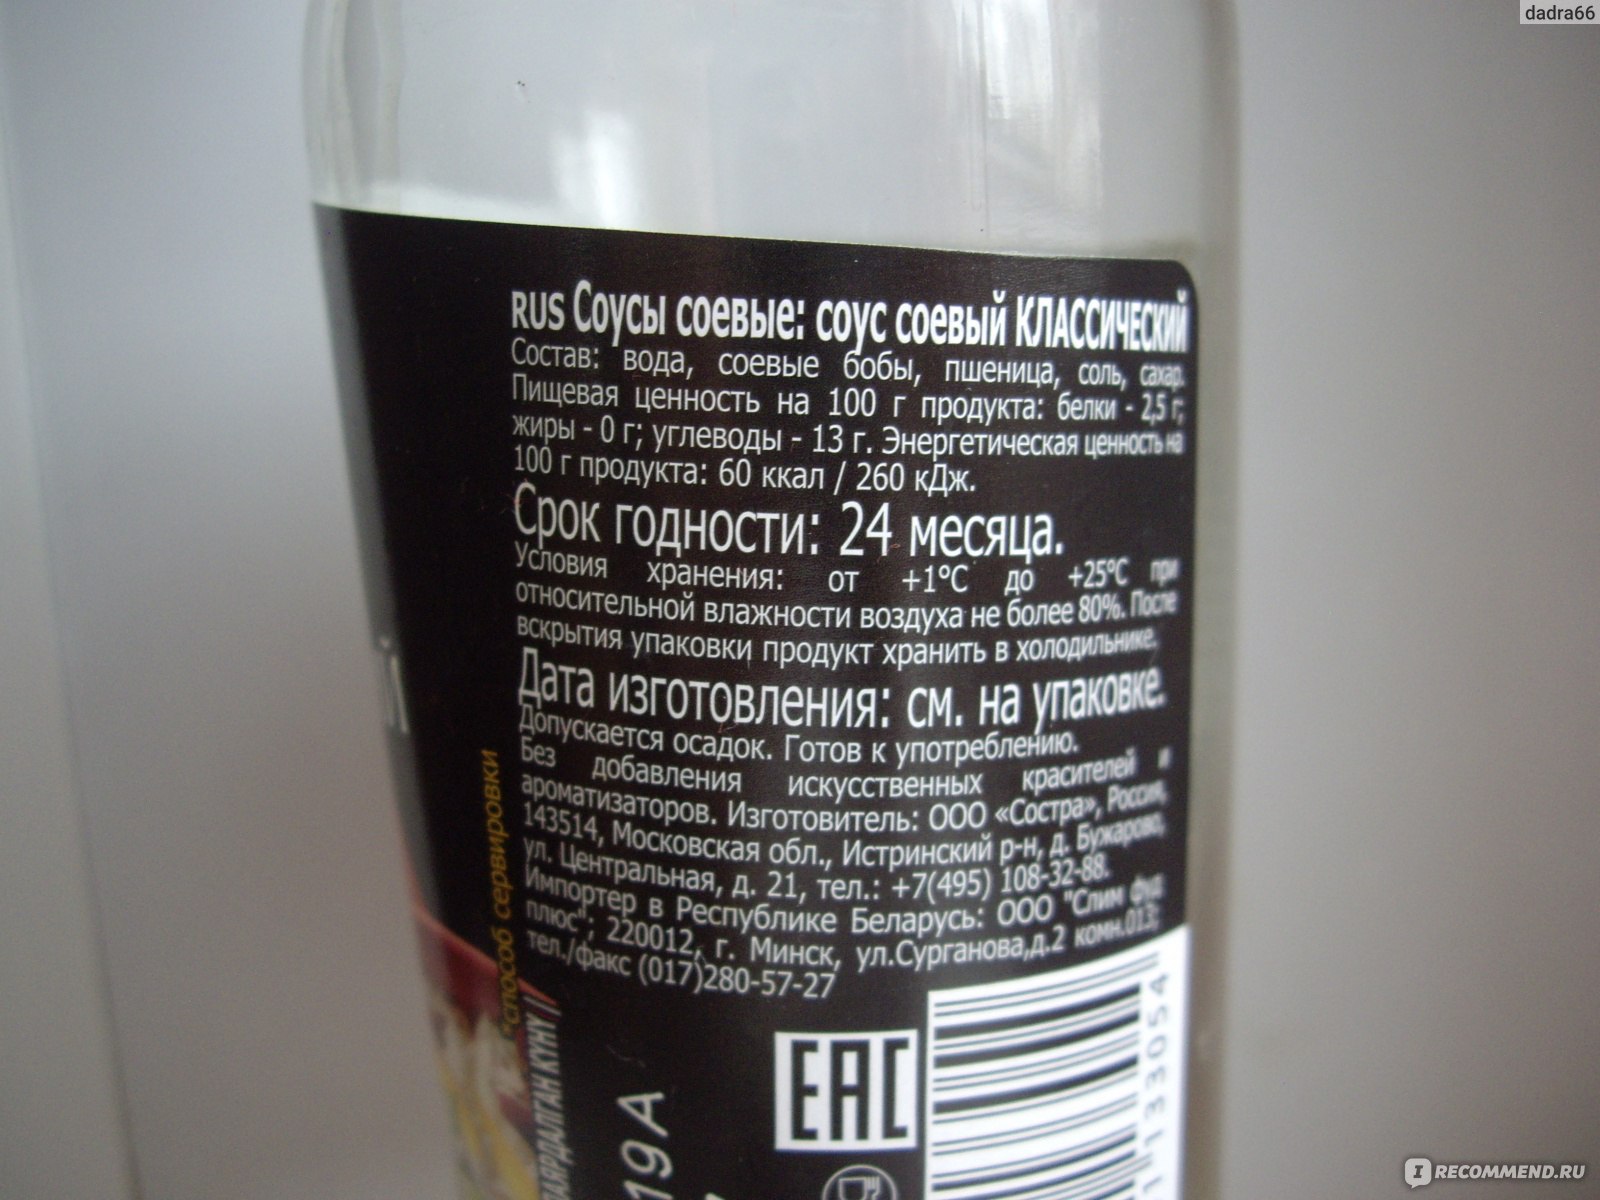 dadra66
RUS Соусы соевые: соус соевый КЛАССИЧЕСКИЙ
Состав: вода, соевые бобы, пшеница, соль, сахар.
Пищевая ценность на 100 г продукта: белки - 2,5 г;
жиры - 0 г; углеводы - 13 г. Энергетическая ценность на
100 г продукта: 60 ккал / 260 кДж.
Срок годности: 24 месяца.
Условия хранения: от +1°C до +25°C при
относительной влажности воздуха не более 80%. После
вскрытия упаковки продукт хранить в холодильнике.
Дата изготовления: см. на упаковке.
Допускается осадок. Готов к употреблению.
Без добавления искусственных красителей и
ароматизаторов. Изготовитель: ООО «Состра», Россия,
143514, Московская обл., Истринский р-н, д. Бужарово,
ул. Центральная, д. 21, тел.: +7(495) 108-32-88.
Импортер в Республике Беларусь: ООО "Слим фуд
плюс"; 220012, г. Минск, ул.Сурганова,д.2 комн.013;
тел./факс (017)280-57-27
способ сервировки
КҮНҮ //
19А
EAC
113054
IRECOMMEND.RU